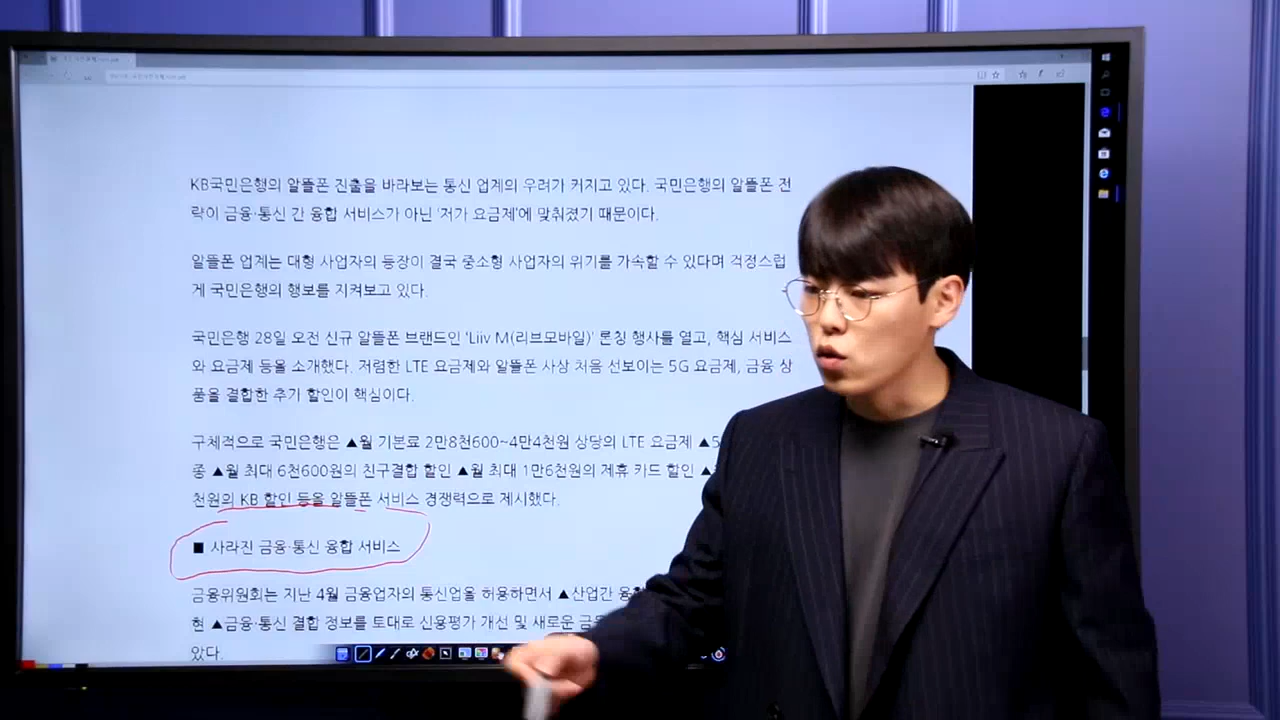 KB국민은행의 알뜰폰 진출을 바라보는 통신 업계의 우려가 커지고 있다. 국민은행의 알뜰폰 전
략이 금융·통신 간 융합 서비스가 아닌 '저가 요금제'에 맞춰졌기 때문이다.
알뜰폰 업계는 대형 사업자의 등장이 결국 중소형 사업자의 위기를 가속할 수 있다며 걱정스럽
게 국민은행의 행보를 지켜보고 있다.
국민은행 28일 오전 신규 알뜰폰 브랜드인 'Liiv M(리브모바일)' 론칭 행사를 열고, 핵심 서비스
와 요금제 등을 소개했다. 저렴한 LTE 요금제와 알뜰폰 사상 처음 선보이는 5G 요금제, 금융 상
품을 결합한 추가 할인이 핵심이다.
구체적으로 국민은행은 ▲월 기본료 2만8천600~4만4천원 상당의 LTE 요금제 ▲5
종 ▲월 최대 6천600원의 친구결합 할인 ▲월 최대 1만6천원의 제휴 카드 할인 ▲
천원의 KB 할인 등을 알뜰폰 서비스 경쟁력으로 제시했다.
■ 사라진 금융·통신 융합 서비스
금융위원회는 지난 4월 금융업자의 통신업을 허용하면서 ▲산업간 융
현 ▲금융·통신 결합 정보를 토대로 신용평가 개선 및 새로운 금융
았다.